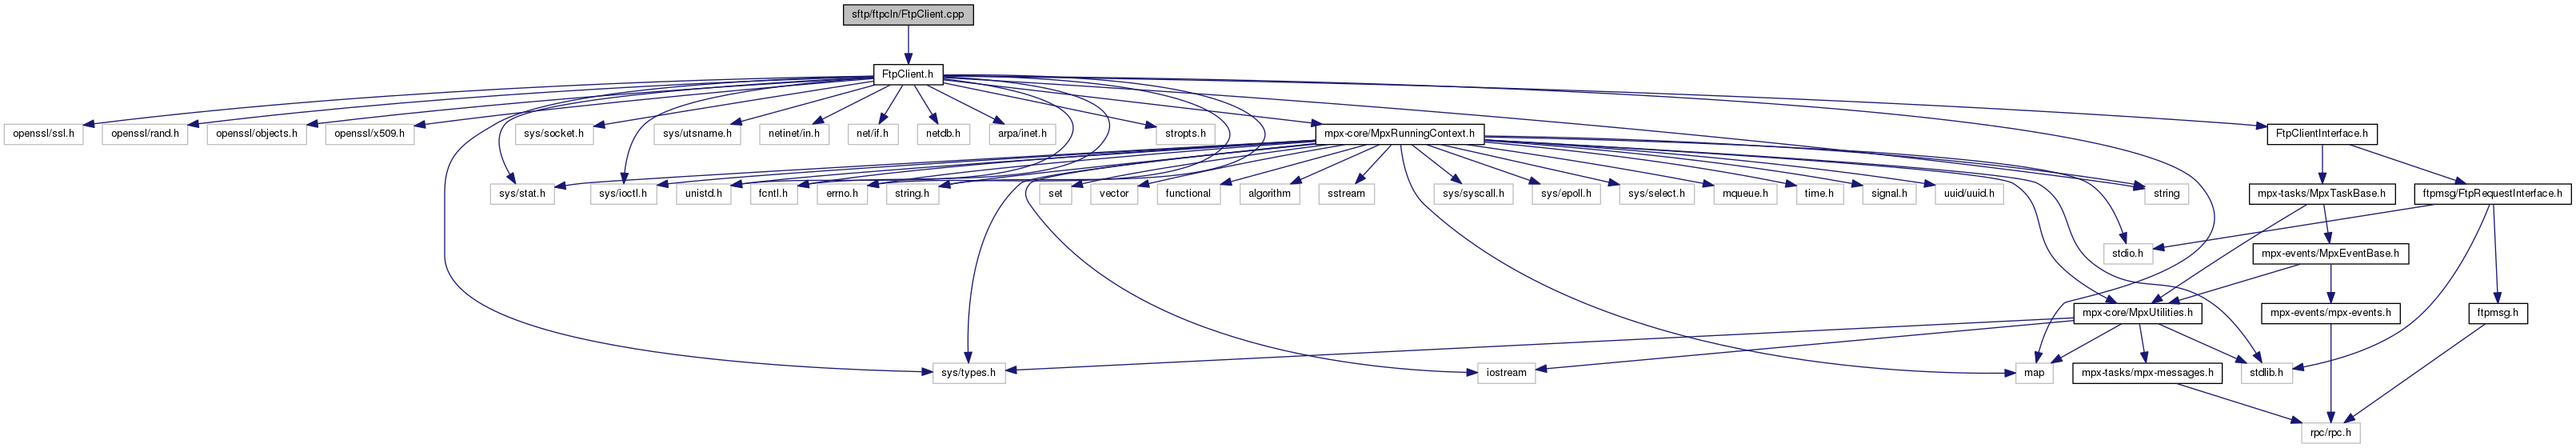 sftp/ftpcln/FtpClient.cpp
FtpClient.h
openssl/ssl.h
openssl/rand.h
openssl/objects.h
openssl/x509.h
sys/socket.h
sys/utsname.h
netinet/in.h
net/if.h
netdb.h
arpa/inet.h
stropts.h
mpx-core/MpxRunningContext.h
FtpClientInterface.h
sys/stat.h
sys/ioctl.h
unistd.h
fcntl.h
errno.h
string.h
set
vector
functional
algorithm
sstream
sys/syscall.h
sys/epoll.h
sys/select.h
mqueue.h
time.h
signal.h
uuid/uuid.h
string
mpx-tasks/MpxTaskBase.h
ftpmsg/FtpRequestInterface.h
stdio.h
mpx-events/MpxEventBase.h
mpx-core/MpxUtilities.h
mpx-events/mpx-events.h
ftpmsg.h
sys/types.h
iostream
map
mpx-tasks/mpx-messages.h
stdlib.h
rpc/rpc.h